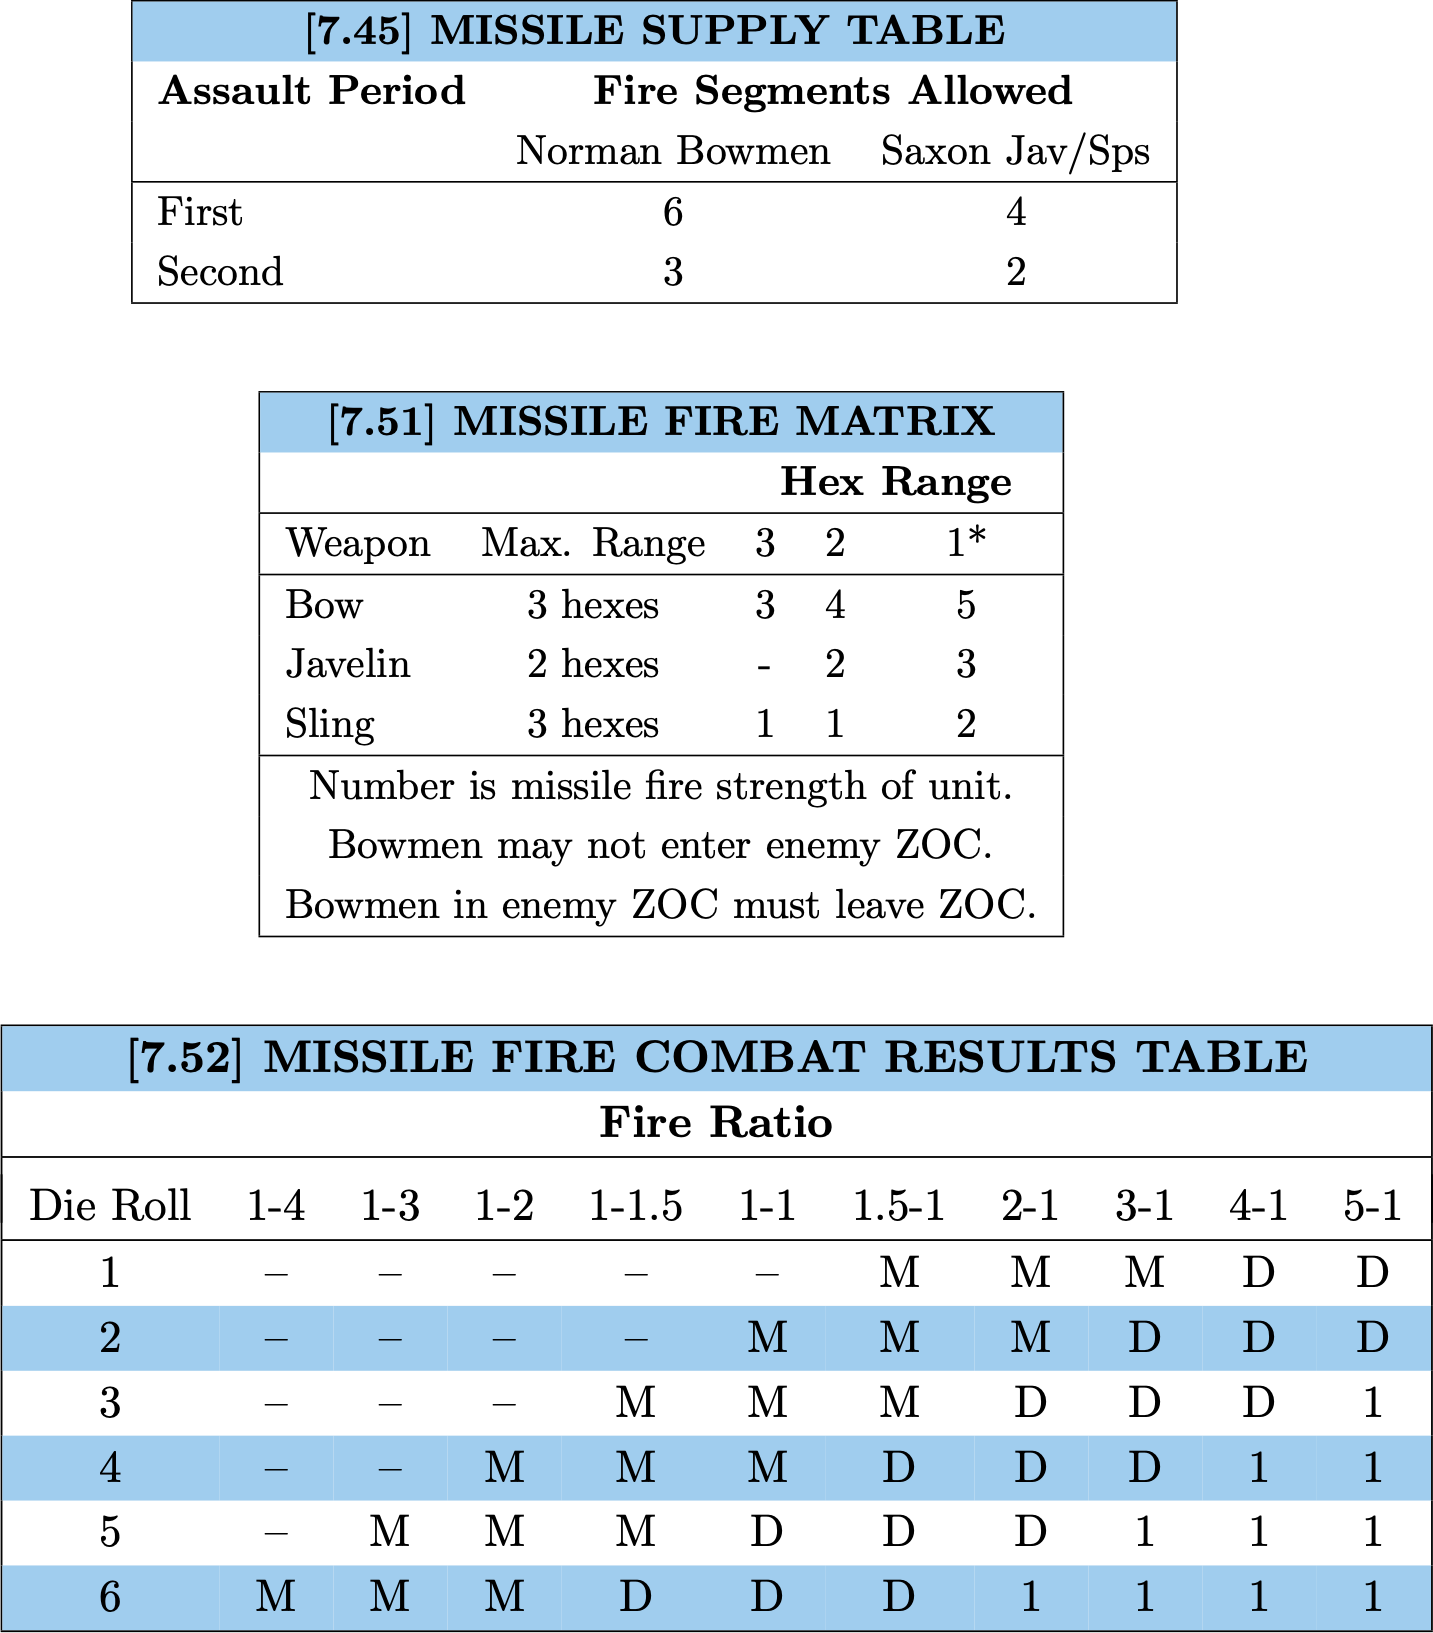 [7.45] MISSILE SUPPLY TABLE
Assault Period Fire Segments Allowed
Norman Bowmen Saxon Jav/Sps
First 6 4
Second 3 2
[7.51] MISSILE FIRE MATRIX
Hex Range
Weapon Max. Range 3 2 1*
Bow 3 hexes 3 4 5
Javelin 2 hexes - 2 3
Sling 3 hexes 1 1 2
Number is missile fire strength of unit.
Bowmen may not enter enemy ZOC.
Bowmen in enemy ZOC must leave ZOC.
[7.52] MISSILE FIRE COMBAT RESULTS TABLE
Fire Ratio
Die Roll 1-4 1-3 1-2 1-1.5 1-1 1.5-1 2-1 3-1 4-1 5-1
1 – – – – – M M M D D
2 – – – – M M M D D D
3 – – – M M M D D D 1
4 – – M M M D D D 1 1
5 – M M M D D D 1 1 1
6 M M M D D D 1 1 1 1